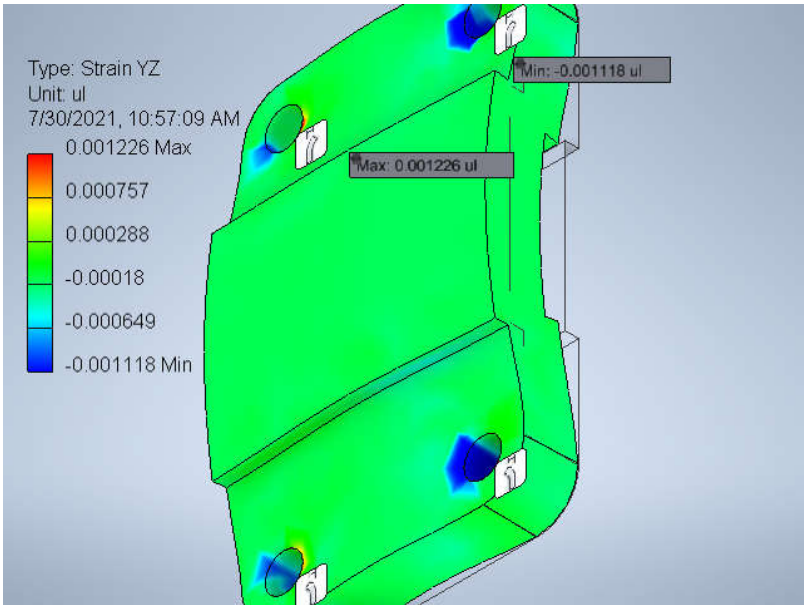 Type: Strain YZ
Unit: ul
7/30/2021, 10:57:09 AM
0.001226 Max
0.000757
0.000288
-0.00018
-0.000649
-0.001118 Min
Min: -0.001118 ul
Max: 0.001226 ul